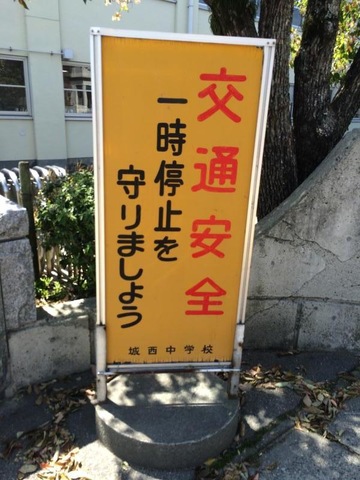 交通安全
一時停止を
守りましょう
城西中学校